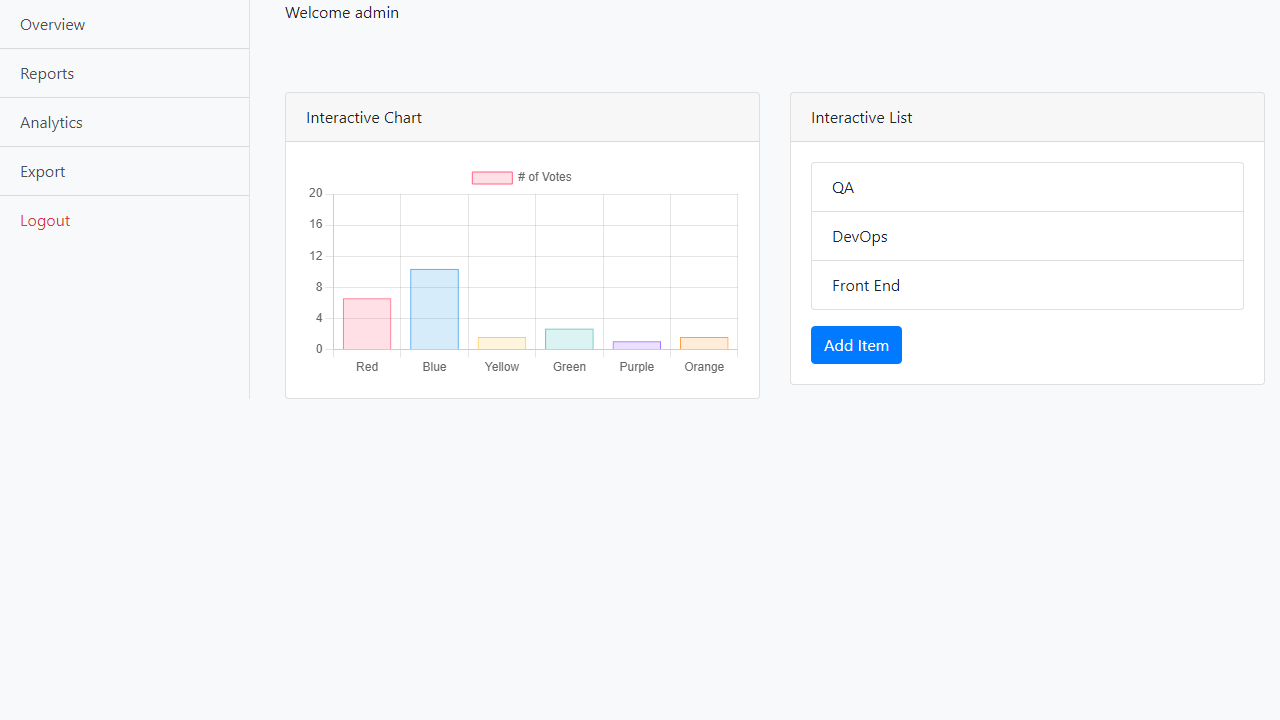 Overview
Reports
Analytics
Export
Logout
Welcome admin
Interactive Chart
# of Votes
20
16
12
8
4
0
Red Blue Yellow Green Purple Orange
Interactive List
QA
DevOps
Front End
Add Item